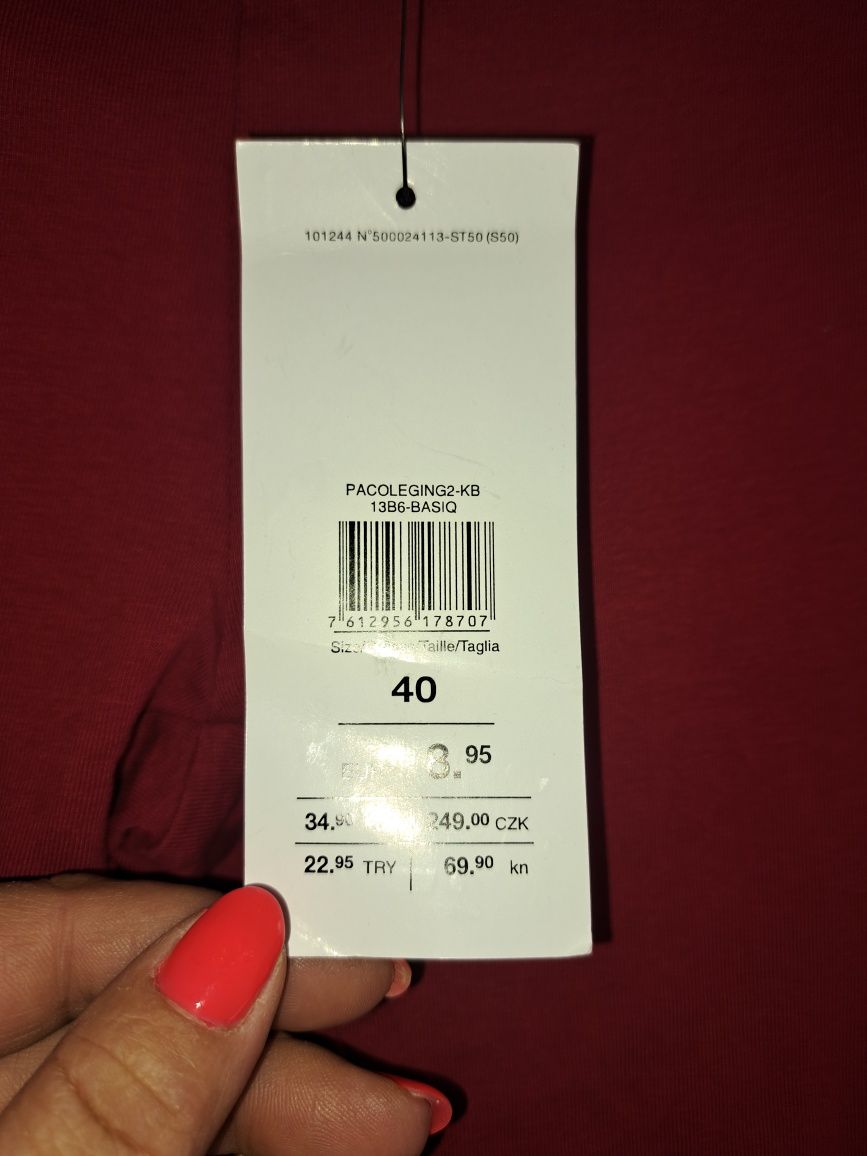 101244 N°500024113-ST50 (S50)
PACOLEGING2-KB
13B6-BASIQ
7 612956 178707
/Taille/Taglia
40
8.95
34.90 249.00 CZK
22.95 TRY 69.90 kn